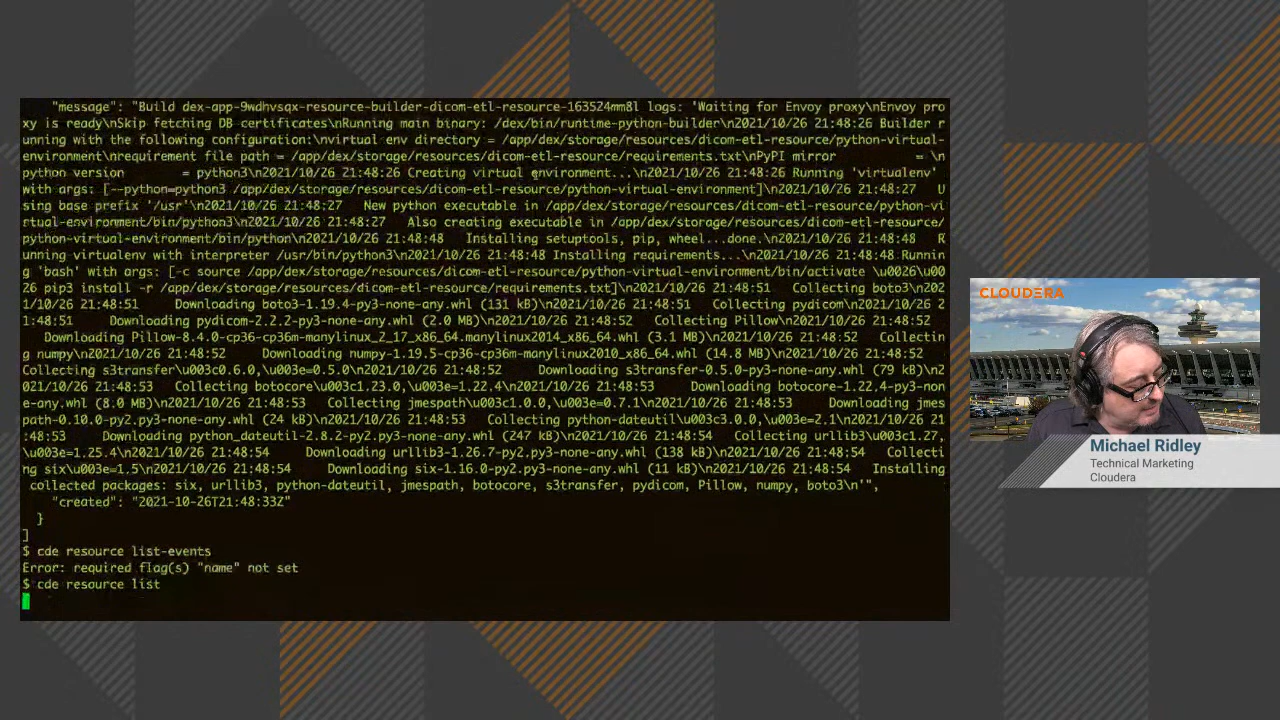 "message": "Build dex-app-9wdhvsqx-resource-builder-dicom-etl-resource-163524mm8l logs: 'Waiting for Envoy proxy\nEnvoy pro
xy is ready\nSkip fetching DB certificates\nRunning main binary: /dex/bin/runtime-python-builder\n2021/10/26 21:48:26 Builder r
unning with the following configuration:\nvirtual env directory = /app/dex/storage/resources/dicom-etl-resource/python-virtual-
environment\nrequirement file path = /app/dex/storage/resources/dicom-etl-resource/requirements.txt\nPyPI mirror = \n
python version = python3\n2021/10/26 21:48:26 Creating virtual environment...\n2021/10/26 21:48:26 Running 'virtualenv'
with args: [--python=python3 /app/dex/storage/resources/dicom-etl-resource/python-virtual-environment]\n2021/10/26 21:48:27 U
sing base prefix '/usr'\n2021/10/26 21:48:27 New python executable in /app/dex/storage/resources/dicom-etl-resource/python-vi
rtual-environment/bin/python3\n2021/10/26 21:48:27 Also creating executable in /app/dex/storage/resources/dicom-etl-resource/
python-virtual-environment/bin/python\n2021/10/26 21:48:48 Installing setuptools, pip, wheel...done.\n2021/10/26 21:48:48 R
unning virtualenv with interpreter /usr/bin/python3\n2021/10/26 21:48:48 Installing requirements...\n2021/10/26 21:48:48 Runnin
g 'bash' with args: [-c source /app/dex/storage/resources/dicom-etl-resource/python-virtual-environment/bin/activate \u0026\u00
26 pip3 install -r /app/dex/storage/resources/dicom-etl-resource/requirements.txt]\n2021/10/26 21:48:51 Collecting boto3\n202
1/10/26 21:48:51 Downloading boto3-1.19.4-py3-none-any.whl (131 kB)\n2021/10/26 21:48:51 Collecting pydicom\n2021/10/26 2
1:48:51 Downloading pydicom-2.2.2-py3-none-any.whl (2.0 MB)\n2021/10/26 21:48:52 Collecting Pillow\n2021/10/26 21:48:52
Downloading Pillow-8.4.0-cp36-cp36m-manylinux_2_17_x86_64.manylinux2014_x86_64.whl (3.1 MB)\n2021/10/26 21:48:52 Collectin
g numpy\n2021/10/26 21:48:52 Downloading numpy-1.19.5-cp36-cp36m-manylinux2010_x86_64.whl (14.8 MB)\n2021/10/26 21:48:52
Collecting s3transfer\u003c0.6.0,\u003e=0.5.0\n2021/10/26 21:48:52 Downloading s3transfer-0.5.0-py3-none-any.whl (79 kB)\n2
021/10/26 21:48:53 Collecting botocore\u003c1.23.0,\u003e=1.22.4\n2021/10/26 21:48:53 Downloading botocore-1.22.4-py3-non
e-any.whl (8.0 MB)\n2021/10/26 21:48:53 Collecting jmespath\u003c1.0.0,\u003e=0.7.1\n2021/10/26 21:48:53 Downloading jmes
path-0.10.0-py2.py3-none-any.whl (24 kB)\n2021/10/26 21:48:53 Collecting python-dateutil\u003c3.0.0,\u003e=2.1\n2021/10/26 21
:48:53 Downloading python_dateutil-2.8.2-py2.py3-none-any.whl (247 kB)\n2021/10/26 21:48:54 Collecting urllib3\u003c1.27,
\u003e=1.25.4\n2021/10/26 21:48:54 Downloading urllib3-1.26.7-py2.py3-none-any.whl (138 kB)\n2021/10/26 21:48:54 Collecti
ng six\u003e=1.5\n2021/10/26 21:48:54 Downloading six-1.16.0-py2.py3-none-any.whl (11 kB)\n2021/10/26 21:48:54 Installing
collected packages: six, urllib3, python-dateutil, jmespath, botocore, s3transfer, pydicom, Pillow, numpy, boto3\n'",
"created": "2021-10-26T21:48:33Z"
}
]
$ cde resource list-events
Error: required flag(s) "name" not set
$ cde resource list
CLOUDERA
Michael Ridley
Technical Marketing
Cloudera